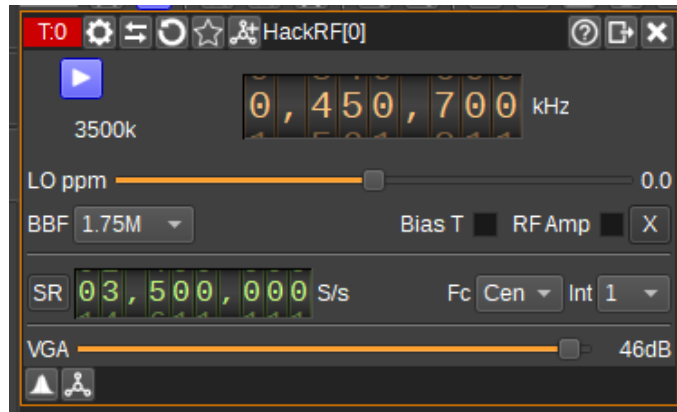 T:0 HackRF[0]
0,450,700 kHz
3500k
LO ppm 0.0
BBF 1.75M Bias T RF Amp X
SR 03,500,000 S/s Fc Cen Int 1
VGA 46dB